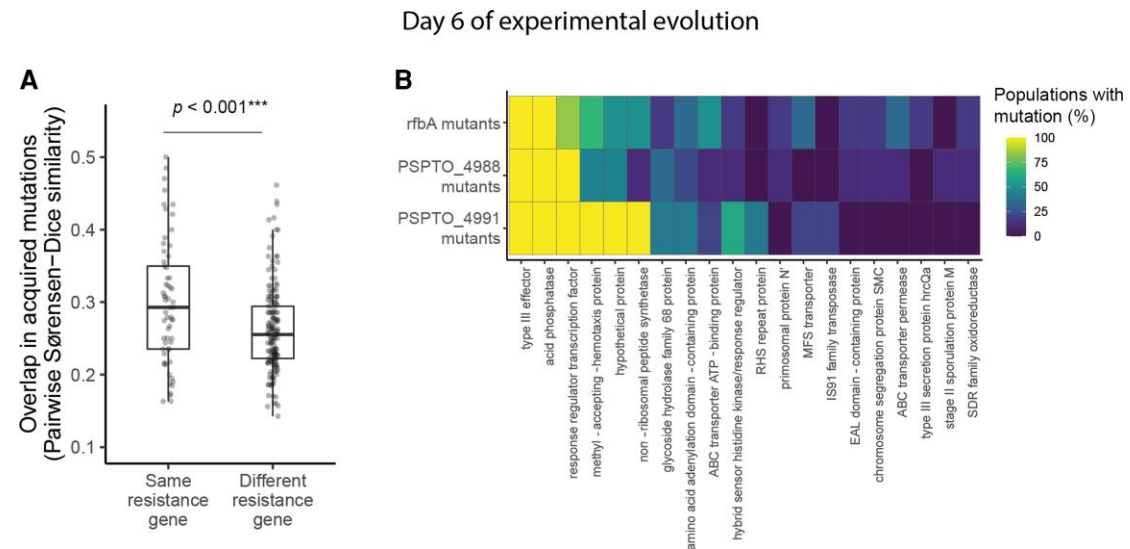 Day 6 of experimental evolution
A
p < 0.001***
Overlap in acquired mutations
(Pairwise Sørensen−Dice similarity)
0.5
0.4
0.3
0.2
0.1
Same
resistance
gene
Different
resistance
gene
B
rfbA mutants
PSPTO_4988
mutants
PSPTO_4991
mutants
type III effector
acid phosphatase
response regulator transcription factor
methyl - accepting - hemotaxis protein
hypothetical protein
non - ribosomal peptide synthetase
glycoside hydrolase family 68 protein
amino acid adenylation domain - containing protein
ABC transporter ATP - binding protein
hybrid sensor histidine kinase/response regulator
RHS repeat protein
primosomal protein N'
MFS transporter
IS91 family transposase
EAL domain - containing protein
chromosome segregation protein SMC
ABC transporter permease
type III secretion protein hrcQa
stage II sporulation protein M
SDR family oxidoreductase
Populations with
mutation (%)
100
75
50
25
0